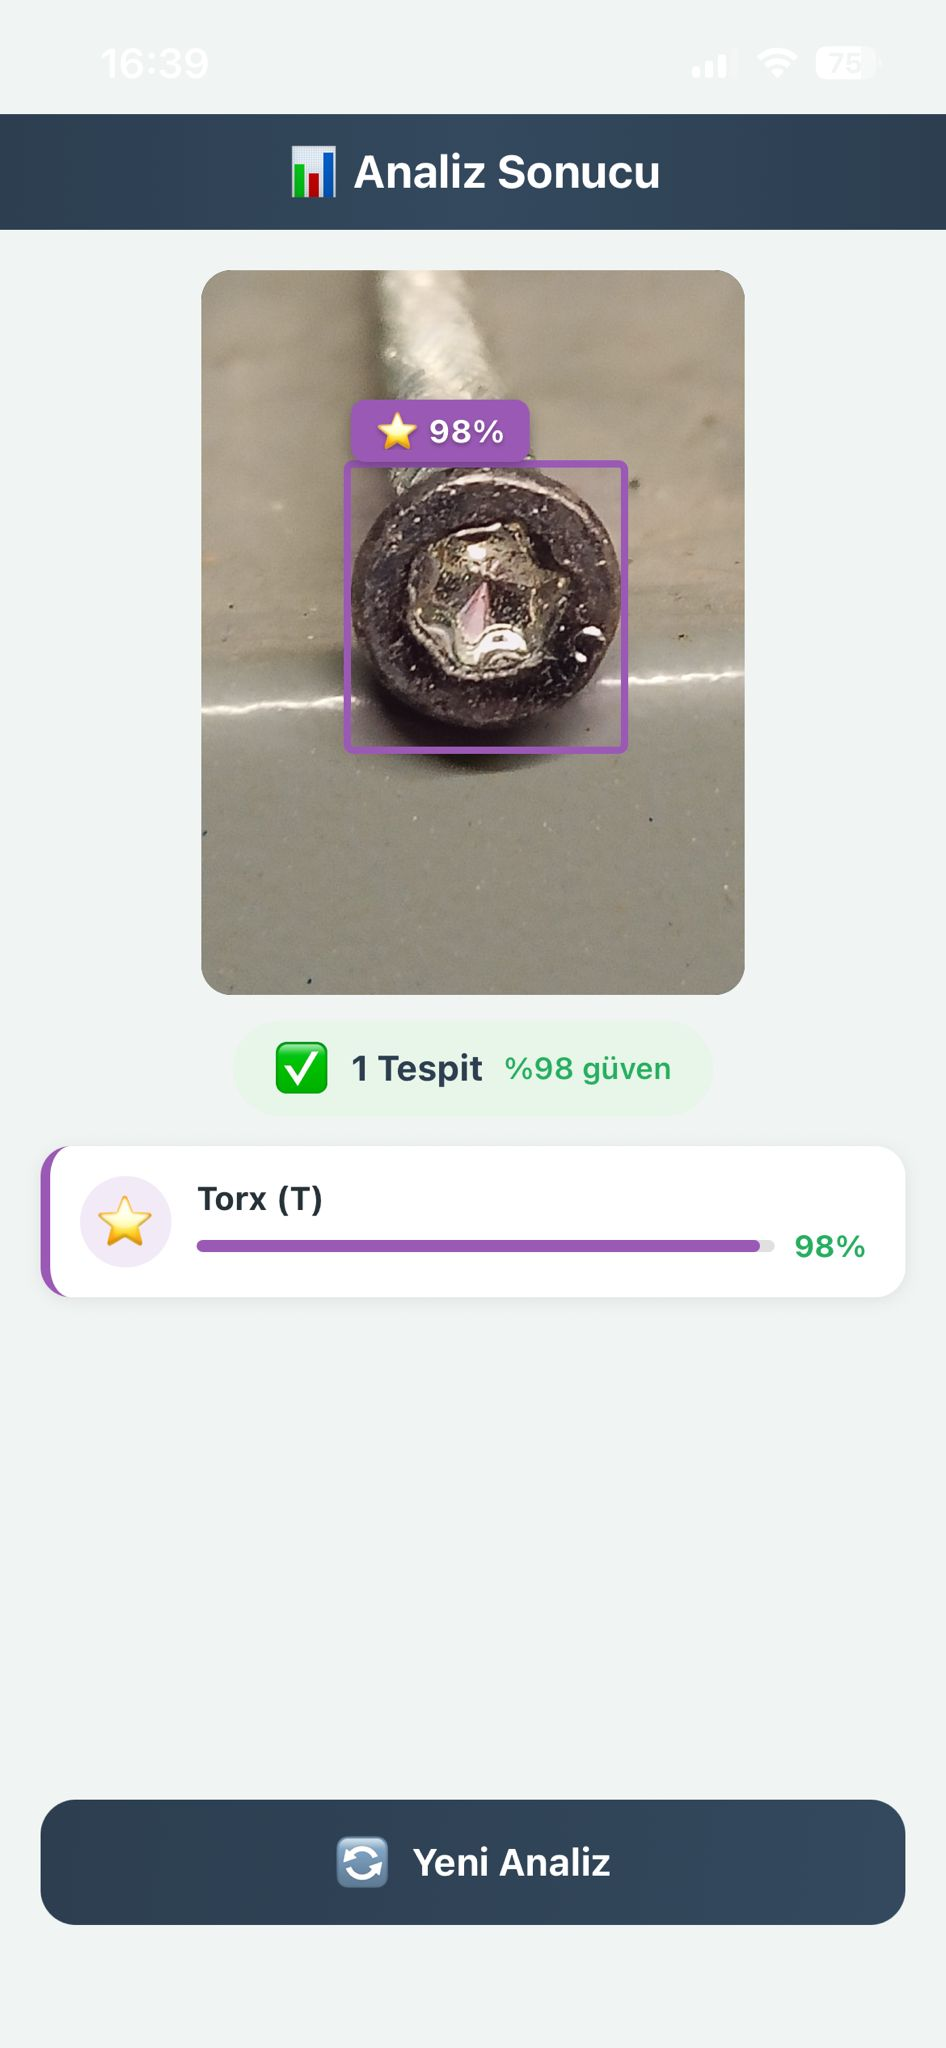 16:39
75
Analiz Sonucu
98%
1 Tespit %98 güven
Torx (T)
98%
Yeni Analiz